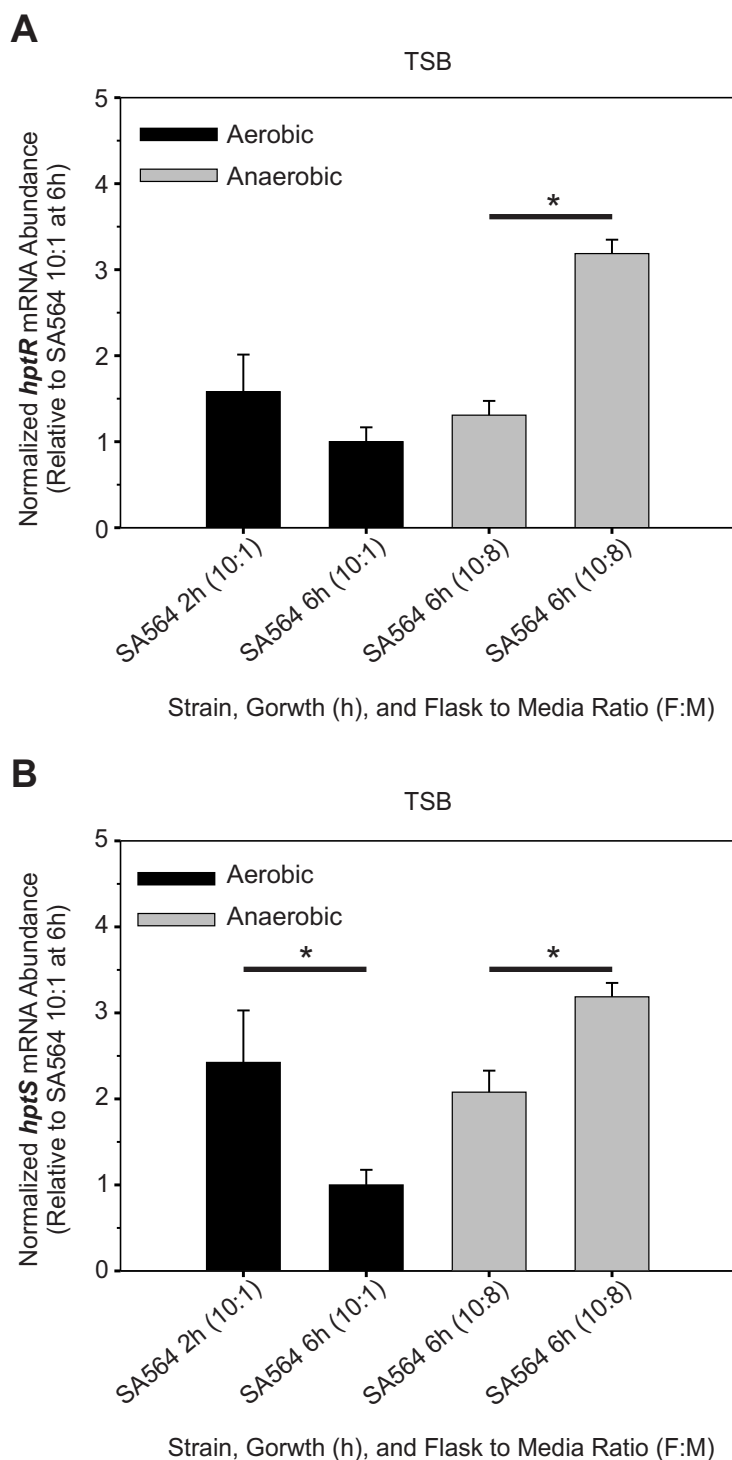 A
TSB
5
4
3
2
1
0
Aerobic
Anaerobic
*
Normalized hptR mRNA Abundance
(Relative to SA564 10:1 at 6h)
SA564 2h (10:1)
SA564 6h (10:1)
SA564 6h (10:8)
SA564 6h (10:8)
Strain, Gorwth (h), and Flask to Media Ratio (F:M)
B
TSB
5
4
3
2
1
0
Aerobic
Anaerobic
*
*
Normalized hptS mRNA Abundance
(Relative to SA564 10:1 at 6h)
SA564 2h (10:1)
SA564 6h (10:1)
SA564 6h (10:8)
SA564 6h (10:8)
Strain, Gorwth (h), and Flask to Media Ratio (F:M)